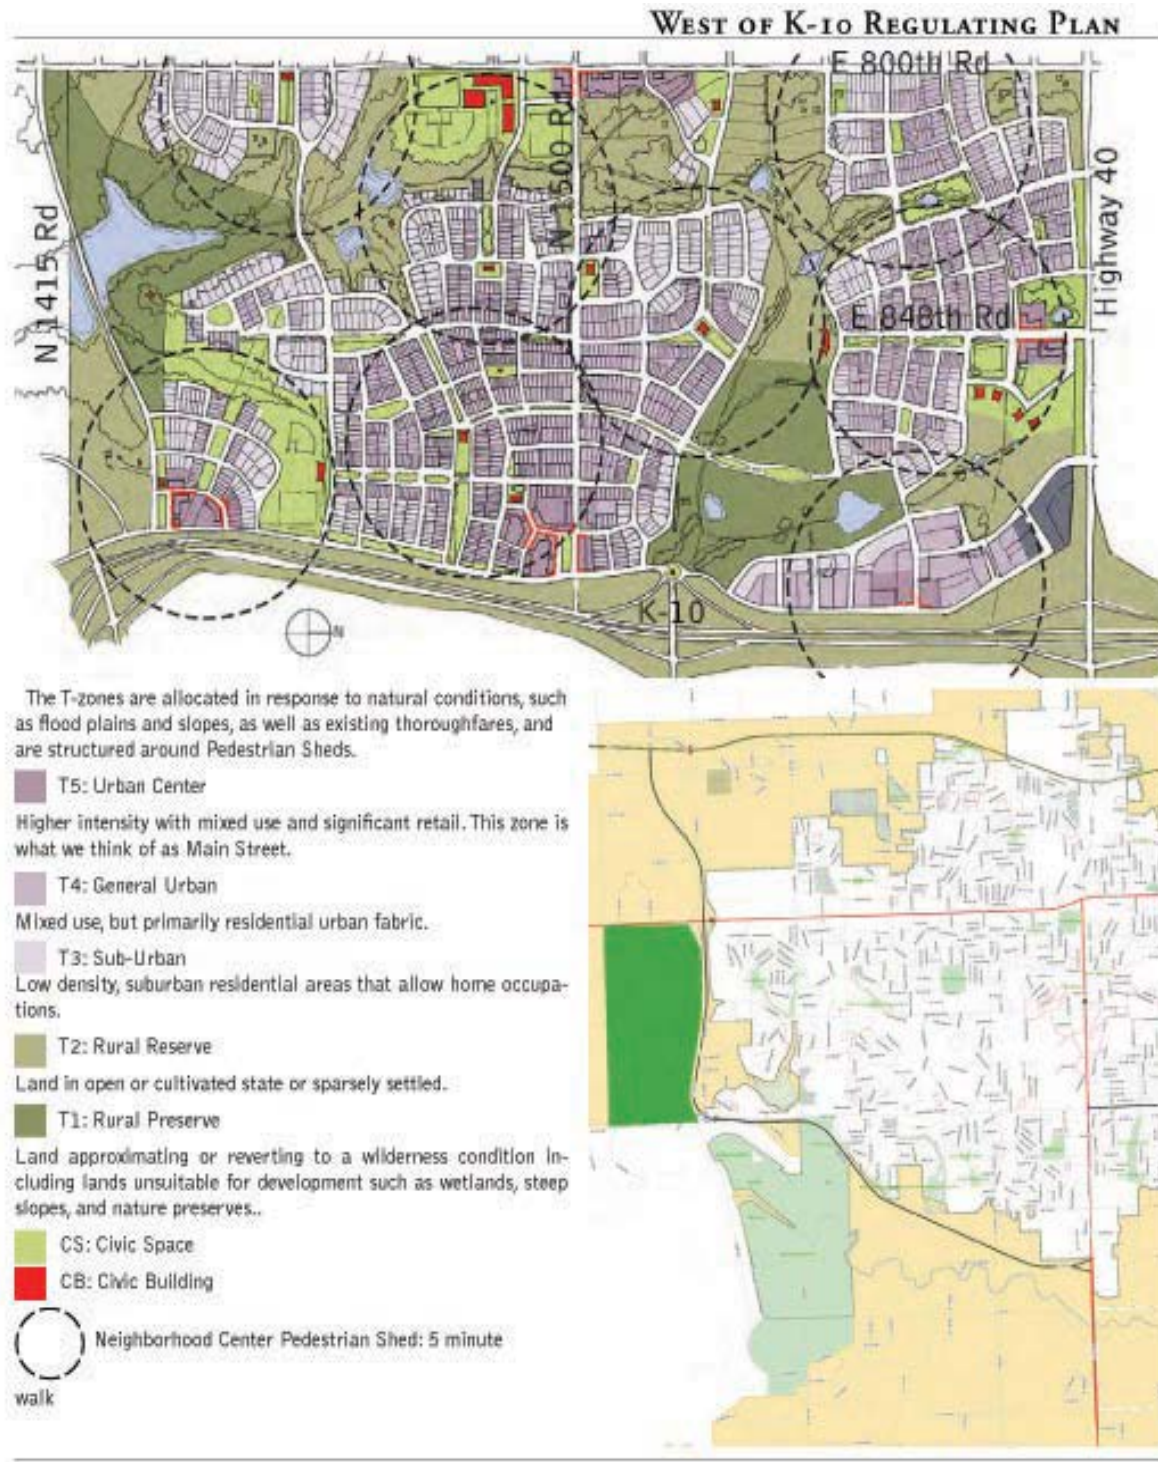 West of K-10 Regulating Plan
E 800th Rd
N 1415 Rd
N 1500 Rd
Highway 40
E 848th Rd
K-10
N
The T-zones are allocated in response to natural conditions, such
as flood plains and slopes, as well as existing thoroughfares, and
are structured around Pedestrian Sheds.
T5: Urban Center
Higher intensity with mixed use and significant retail. This zone is
what we think of as Main Street.
T4: General Urban
Mixed use, but primarily residential urban fabric.
T3: Sub-Urban
Low density, suburban residential areas that allow home occupa-
tions.
T2: Rural Reserve
Land in open or cultivated state or sparsely settled.
T1: Rural Preserve
Land approximating or reverting to a wilderness condition in-
cluding lands unsuitable for development such as wetlands, steep
slopes, and nature preserves..
CS: Civic Space
CB: Civic Building
Neighborhood Center Pedestrian Shed: 5 minute
walk